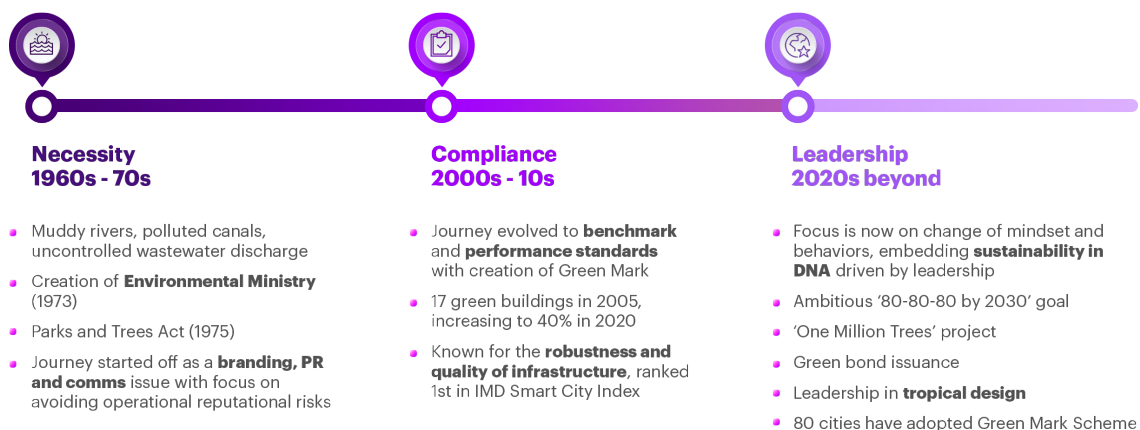 Necessity
1960s - 70s
Muddy rivers, polluted canals,
uncontrolled wastewater discharge
Creation of Environmental Ministry
(1973)
Parks and Trees Act (1975)
Journey started off as a branding, PR
and comms issue with focus on
avoiding operational reputational risks
Compliance
2000s - 10s
Journey evolved to benchmark
and performance standards
with creation of Green Mark
17 green buildings in 2005,
increasing to 40% in 2020
Known for the robustness and
quality of infrastructure, ranked
1st in IMD Smart City Index
Leadership
2020s beyond
Focus is now on change of mindset and
behaviors, embedding sustainability in
DNA driven by leadership
Ambitious ‘80-80-80 by 2030’ goal
‘One Million Trees’ project
Green bond issuance
Leadership in tropical design
80 cities have adopted Green Mark Scheme